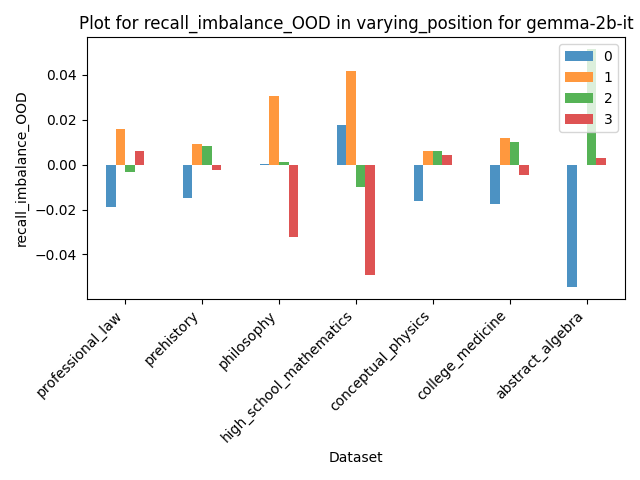 Plot for recall_imbalance_OOD in varying_position for gemma-2b-it
recall_imbalance_OOD
0.04
0.02
0.00
−0.02
−0.04
0
1
2
3
professional_law
prehistory
philosophy
high_school_mathematics
conceptual_physics
college_medicine
abstract_algebra
Dataset